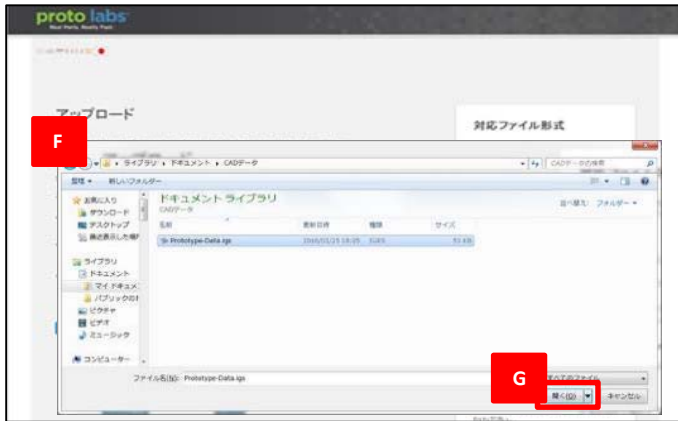 proto labs
Real Parts. Really Fast.
アップロード
対応ファイル形式
F
ライブラリ ▸ ドキュメント ▸ CADデータ
CADデータの検索
整理 新しいフォルダー
お気に入り
ダウンロード
デスクトップ
最近表示した場所
ライブラリ
ドキュメント
マイ ドキュメ
パブリックのド
ピクチャ
ビデオ
ミュージック
コンピューター
ドキュメント ライブラリ
CADデータ
並べ替え: フォルダー
名前 更新日時 種類 サイズ
Prototype-Data.igs IGES 53 KB
ファイル名(N): Prototype-Data.igs
すべてのファイル
G
開く(O) キャンセル